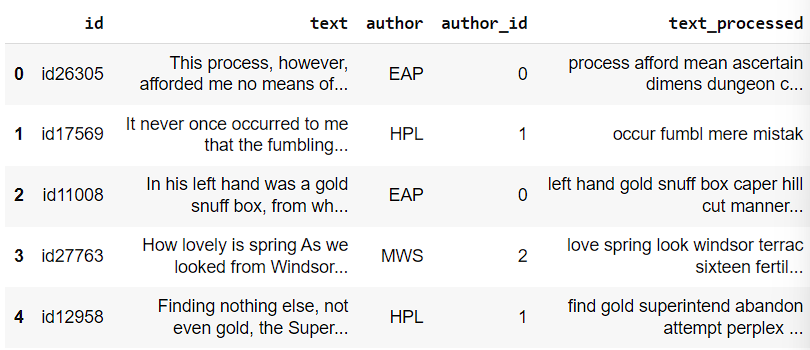 id text author author_id text_processed
0 id26305 This process, however, afforded me no means of... EAP 0 process afford mean ascertain dimens dungeon c...
1 id17569 It never once occurred to me that the fumbling... HPL 1 occur fumbl mere mistak
2 id11008 In his left hand was a gold snuff box, from wh... EAP 0 left hand gold snuff box caper hill cut manner...
3 id27763 How lovely is spring As we looked from Windsor... MWS 2 love spring look windsor terrac sixteen fertil...
4 id12958 Finding nothing else, not even gold, the Super... HPL 1 find gold superintend abandon attempt perplex ...